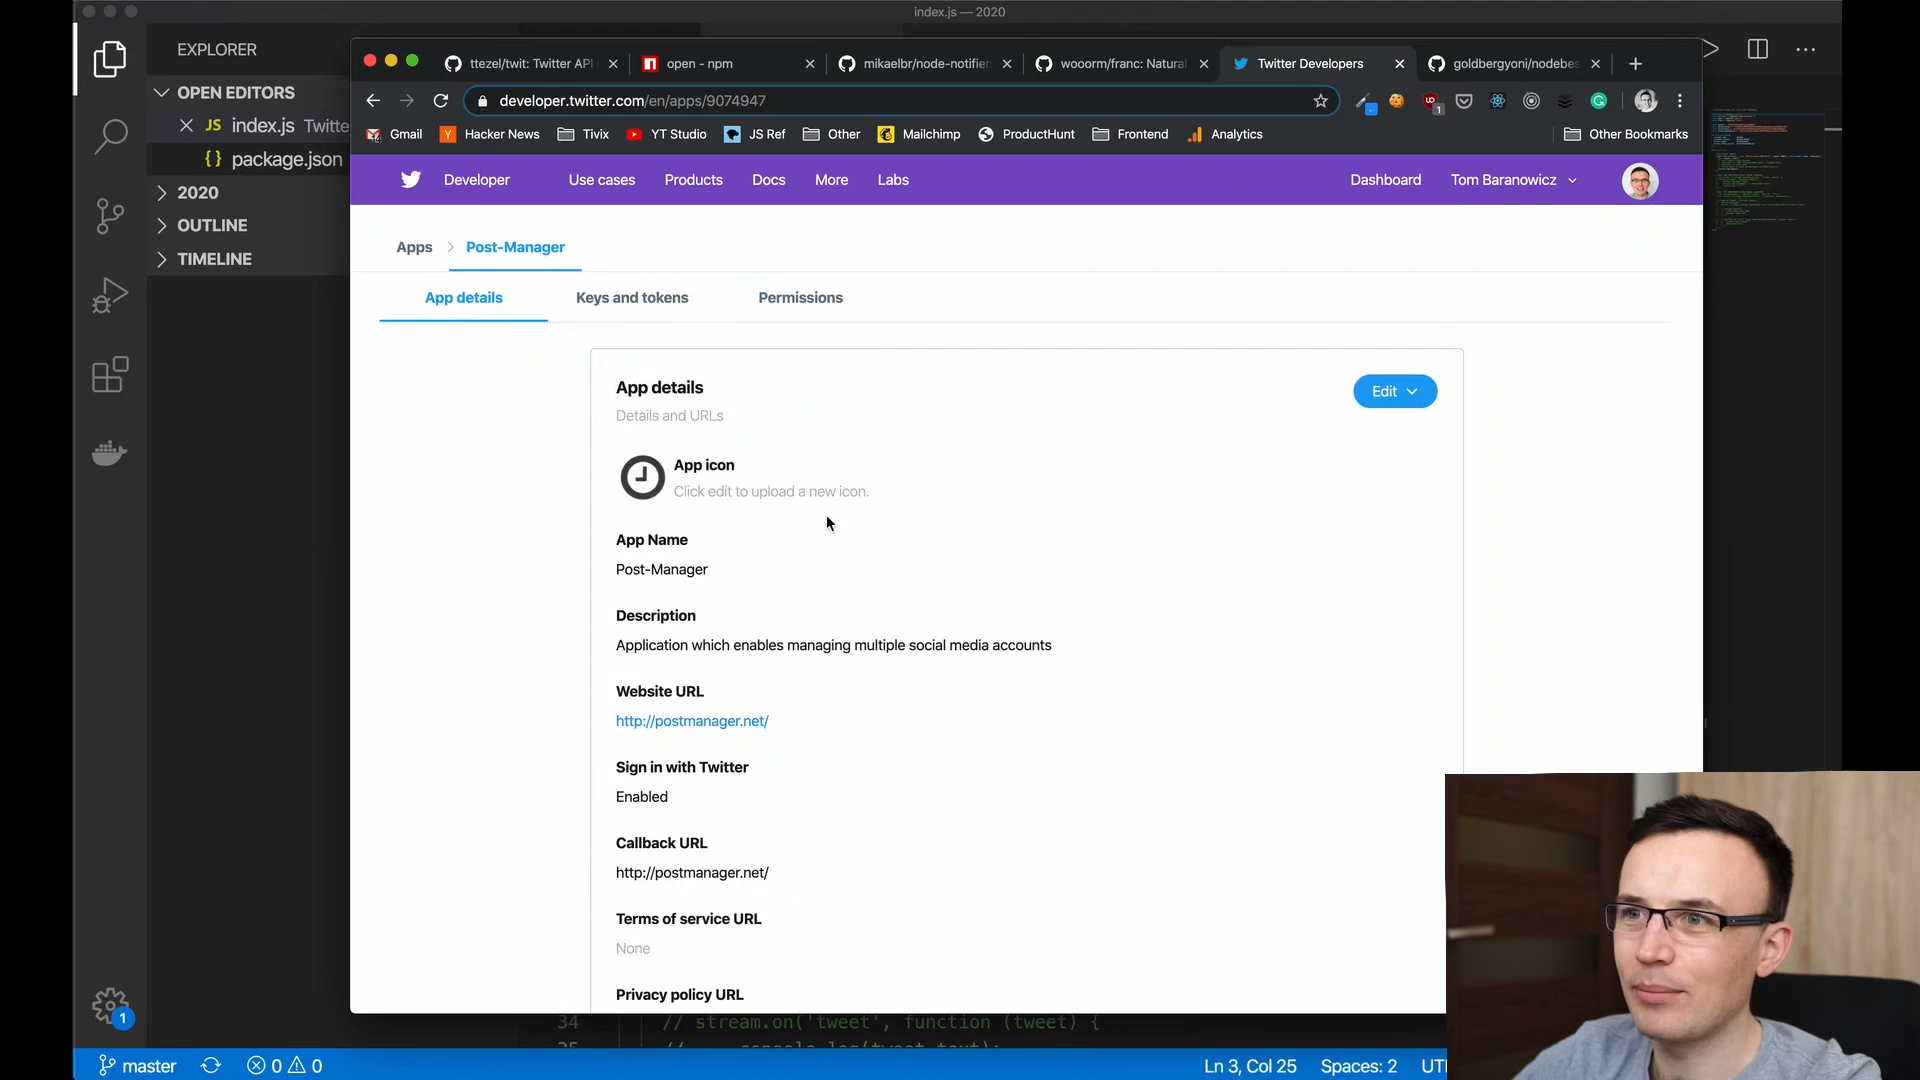 index.js — 2020
EXPLORER
OPEN EDITORS
JS index.js Twitte
{ } package.json
2020
OUTLINE
TIMELINE
ttezel/twit: Twitter API
open - npm
mikaelbr/node-notifier
wooorm/franc: Natural
Twitter Developers
goldbergyoni/nodebes
developer.twitter.com/en/apps/9074947
Gmail
Hacker News
Tivix
YT Studio
JS Ref
Other
Mailchimp
ProductHunt
Frontend
Analytics
Other Bookmarks
Developer
Use cases
Products
Docs
More
Labs
Dashboard
Tom Baranowicz
Apps > Post-Manager
App details
Keys and tokens
Permissions
App details
Edit
Details and URLs
App icon
Click edit to upload a new icon.
App Name
Post-Manager
Description
Application which enables managing multiple social media accounts
Website URL
http://postmanager.net/
Sign in with Twitter
Enabled
Callback URL
http://postmanager.net/
Terms of service URL
None
Privacy policy URL
34 // stream.on('tweet', function (tweet) {
1
master
0 0
Ln 3, Col 25
Spaces: 2